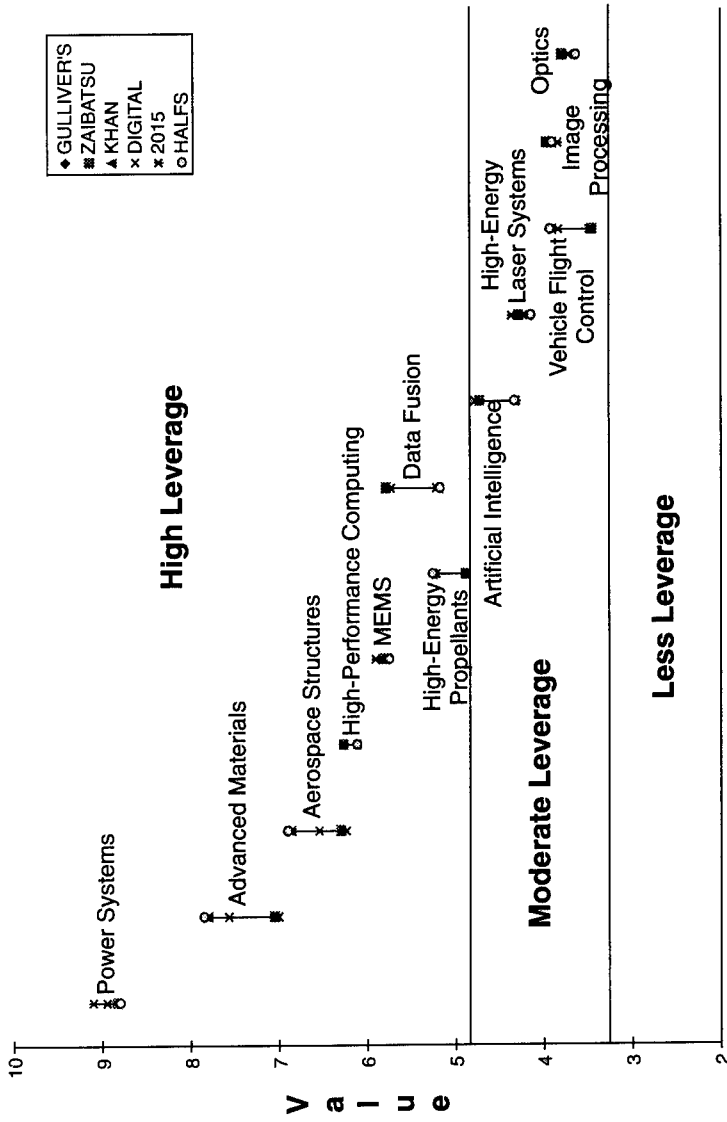 ◆ GULLIVER'S
■ ZAIBATSU
▲ KHAN
× DIGITAL
ж 2015
○ HALFS
10
9
8
7
6
5
4
3
2
Value
High Leverage
Moderate Leverage
Less Leverage
Power Systems
Advanced Materials
Aerospace Structures
High-Performance Computing
MEMS
High-Energy
Propellants
Data Fusion
Artificial Intelligence
High-Energy
Laser Systems
Vehicle Flight
Control
Image
Processing
Optics